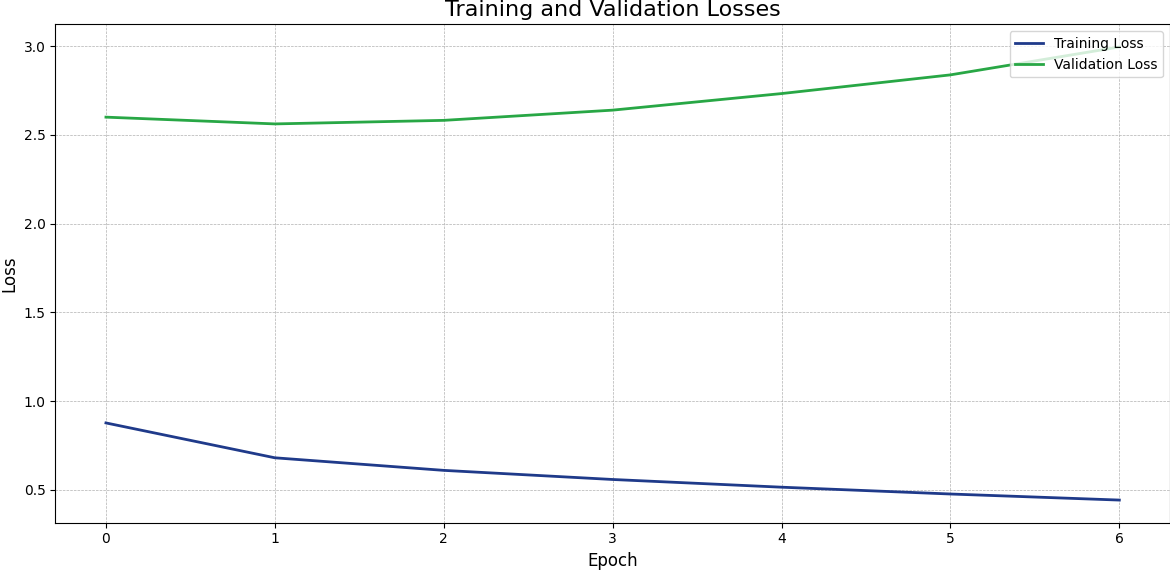 Training and Validation Losses
Training Loss
Validation Loss
3.0
2.5
2.0
1.5
1.0
0.5
Loss
0 1 2 3 4 5 6
Epoch